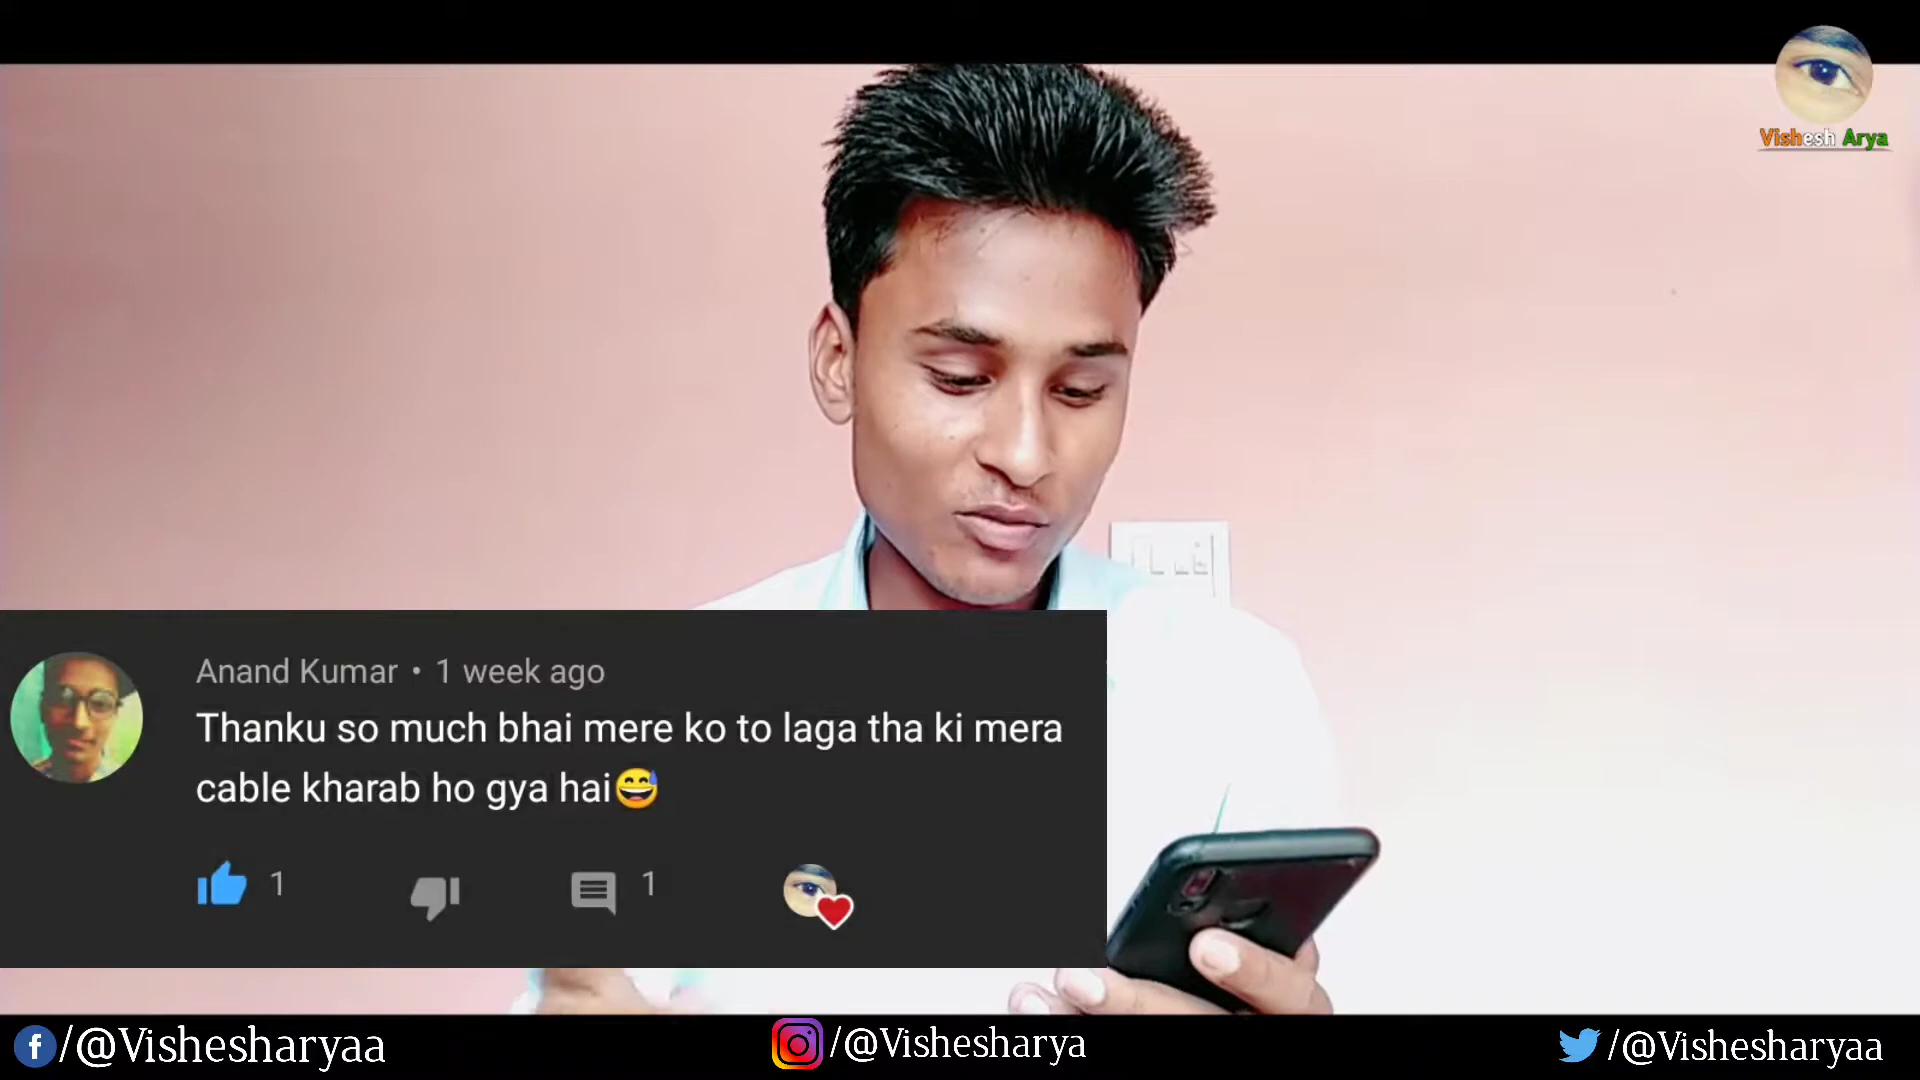 Vishesh Arya
Anand Kumar • 1 week ago
Thanku so much bhai mere ko to laga tha ki mera
cable kharab ho gya hai😅
1
1
/@Vishesharyaa
/@Vishesharya
/@Vishesharyaa